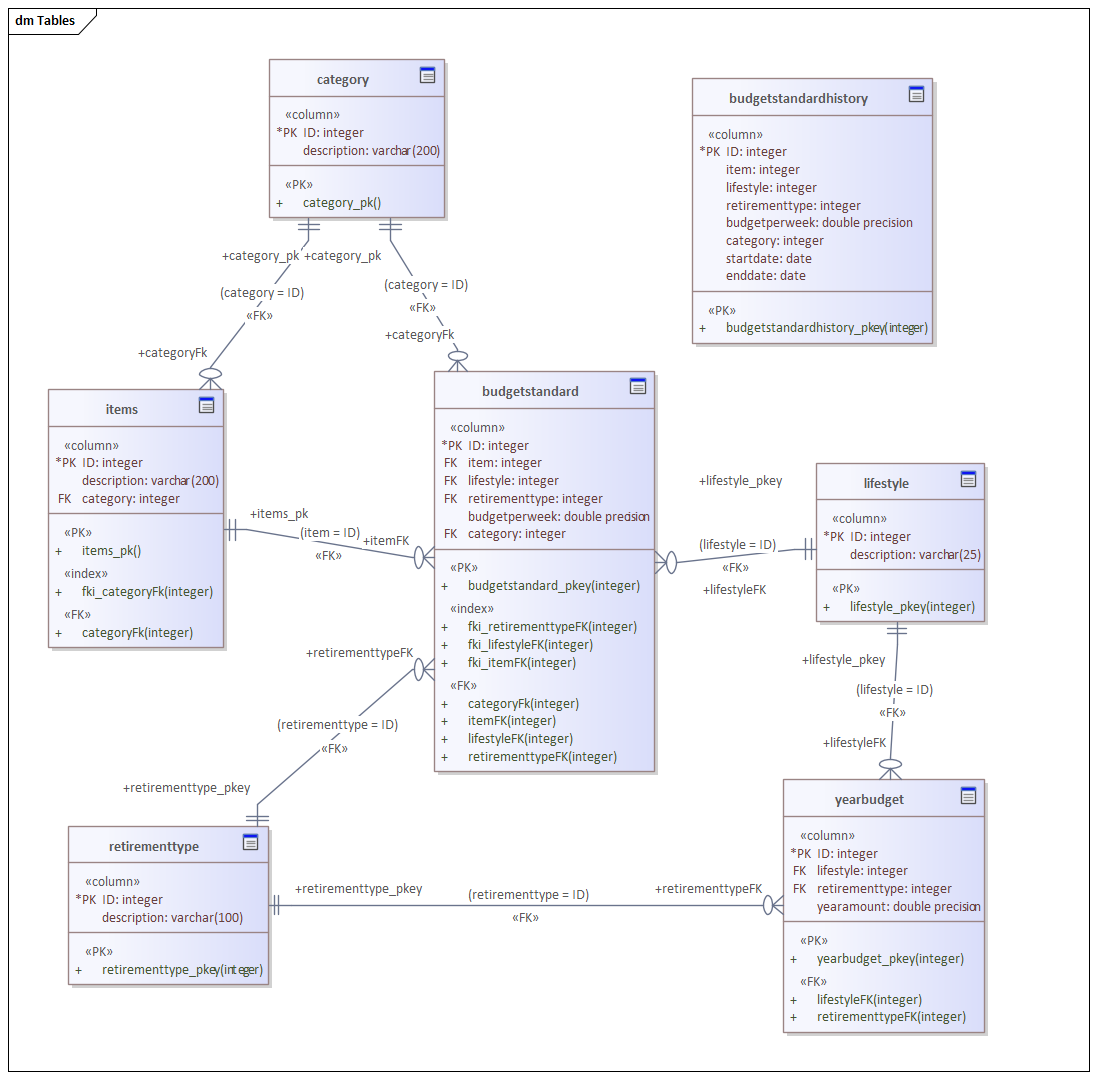 dm Tables
category
«column»
*PK ID: integer
description: varchar(200)
«PK»
+ category_pk()
budgetstandardhistory
«column»
*PK ID: integer
item: integer
lifestyle: integer
retirementtype: integer
budgetperweek: double precision
category: integer
startdate: date
enddate: date
«PK»
+ budgetstandardhistory_pkey(integer)
+category_pk
+category_pk
(category = ID)
«FK»
+categoryFk
(category = ID)
«FK»
+categoryFk
items
«column»
*PK ID: integer
description: varchar(200)
FK category: integer
«PK»
+ items_pk()
«index»
+ fki_categoryFk(integer)
«FK»
+ categoryFk(integer)
+items_pk
(item = ID)
«FK»
+itemFK
budgetstandard
«column»
*PK ID: integer
FK item: integer
FK lifestyle: integer
FK retirementtype: integer
budgetperweek: double precision
FK category: integer
«PK»
+ budgetstandard_pkey(integer)
«index»
+ fki_retirementtypeFK(integer)
+ fki_lifestyleFK(integer)
+ fki_itemFK(integer)
«FK»
+ categoryFk(integer)
+ itemFK(integer)
+ lifestyleFK(integer)
+ retirementtypeFK(integer)
+lifestyle_pkey
(lifestyle = ID)
«FK»
+lifestyleFK
lifestyle
«column»
*PK ID: integer
description: varchar(25)
«PK»
+ lifestyle_pkey(integer)
+lifestyle_pkey
(lifestyle = ID)
«FK»
+lifestyleFK
+retirementtypeFK
(retirementtype = ID)
«FK»
+retirementtype_pkey
retirementtype
«column»
*PK ID: integer
description: varchar(100)
«PK»
+ retirementtype_pkey(integer)
+retirementtype_pkey
(retirementtype = ID)
«FK»
+retirementtypeFK
yearbudget
«column»
*PK ID: integer
FK lifestyle: integer
FK retirementtype: integer
yearamount: double precision
«PK»
+ yearbudget_pkey(integer)
«FK»
+ lifestyleFK(integer)
+ retirementtypeFK(integer)